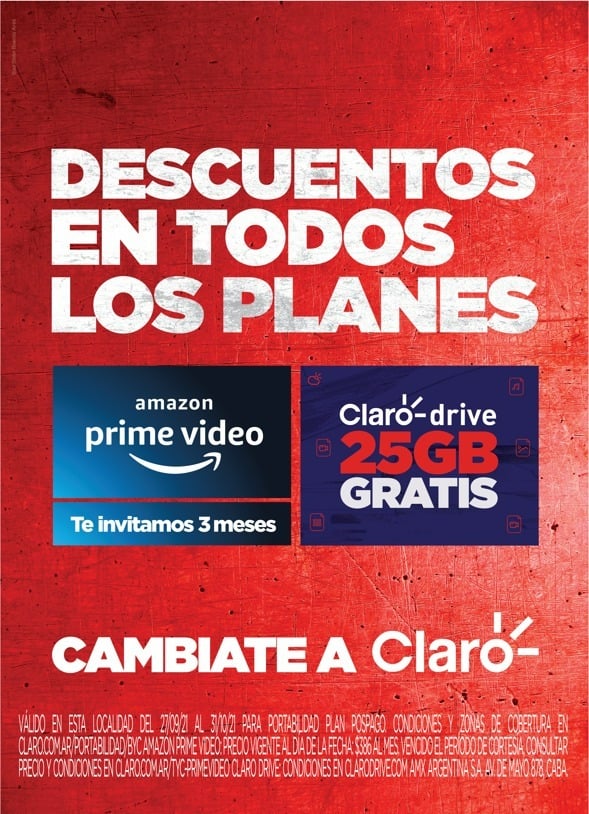 DESCUENTOS
EN TODOS
LOS PLANES
amazon
prime video
Te invitamos 3 meses
Claro-drive
25GB
GRATIS
CAMBIATE A Claro-
VÁLIDO EN ESTA LOCALIDAD DEL 27/09/21 AL 31/10/21 PARA PORTABILIDAD PLAN POSPAGO. CONDICIONES Y ZONAS DE COBERTURA EN
CLARO.COM.AR/PORTABILIDAD/BYC AMAZON PRIME VIDEO: PRECIO VIGENTE AL DÍA DE LA FECHA: $386 AL MES. VENCIDO EL PERÍODO DE CORTESÍA. CONSULTAR
PRECIO Y CONDICIONES EN CLARO.COM.AR/TYC-PRIMEVIDEO CLARO DRIVE: CONDICIONES EN CLARODRIVE.COM AMX ARGENTINA S.A. AV. DE MAYO 878, CABA.